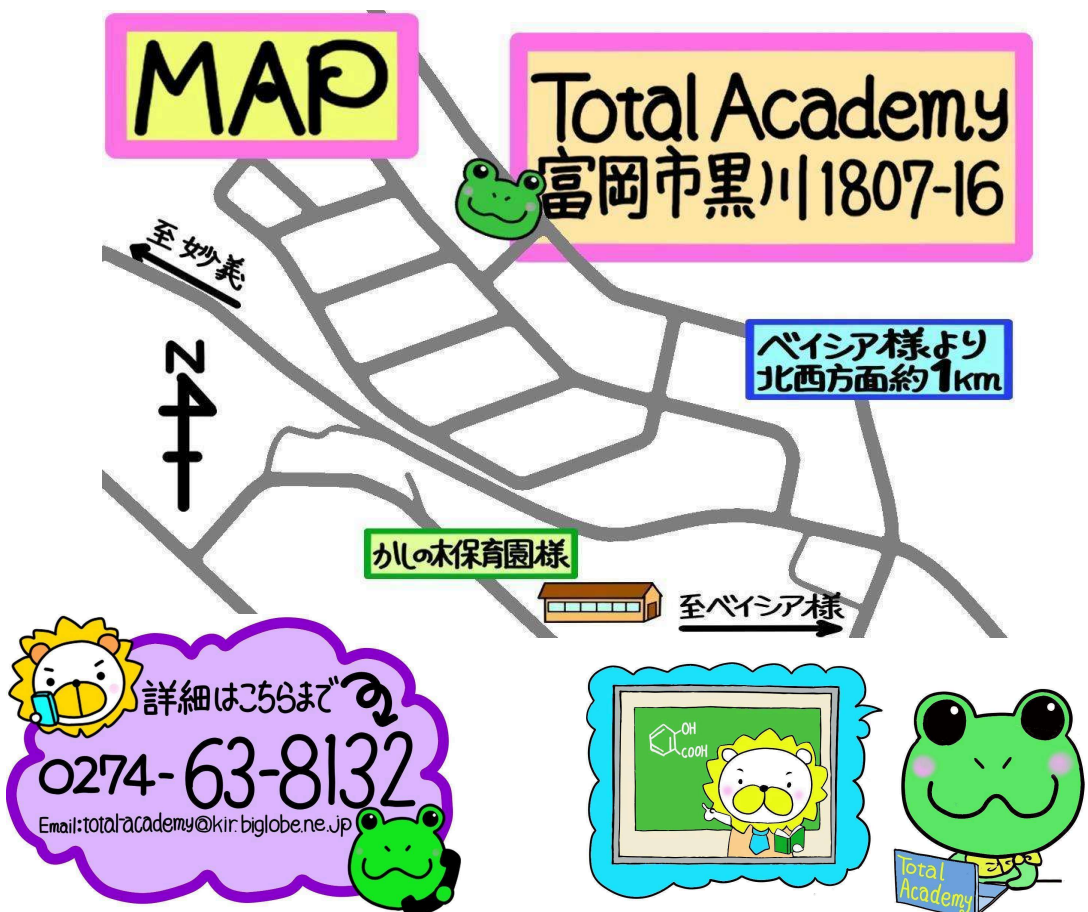 MAP
Total Academy
富岡市黒川1807-16
至妙義
ベイシア様より
北西方面約1km
N
かしの木保育園様
至ベイシア様
詳細はこちらまで
0274-63-8132
Email:total-academy@kir.biglobe.ne.jp
OH
COOH
Total
Academy